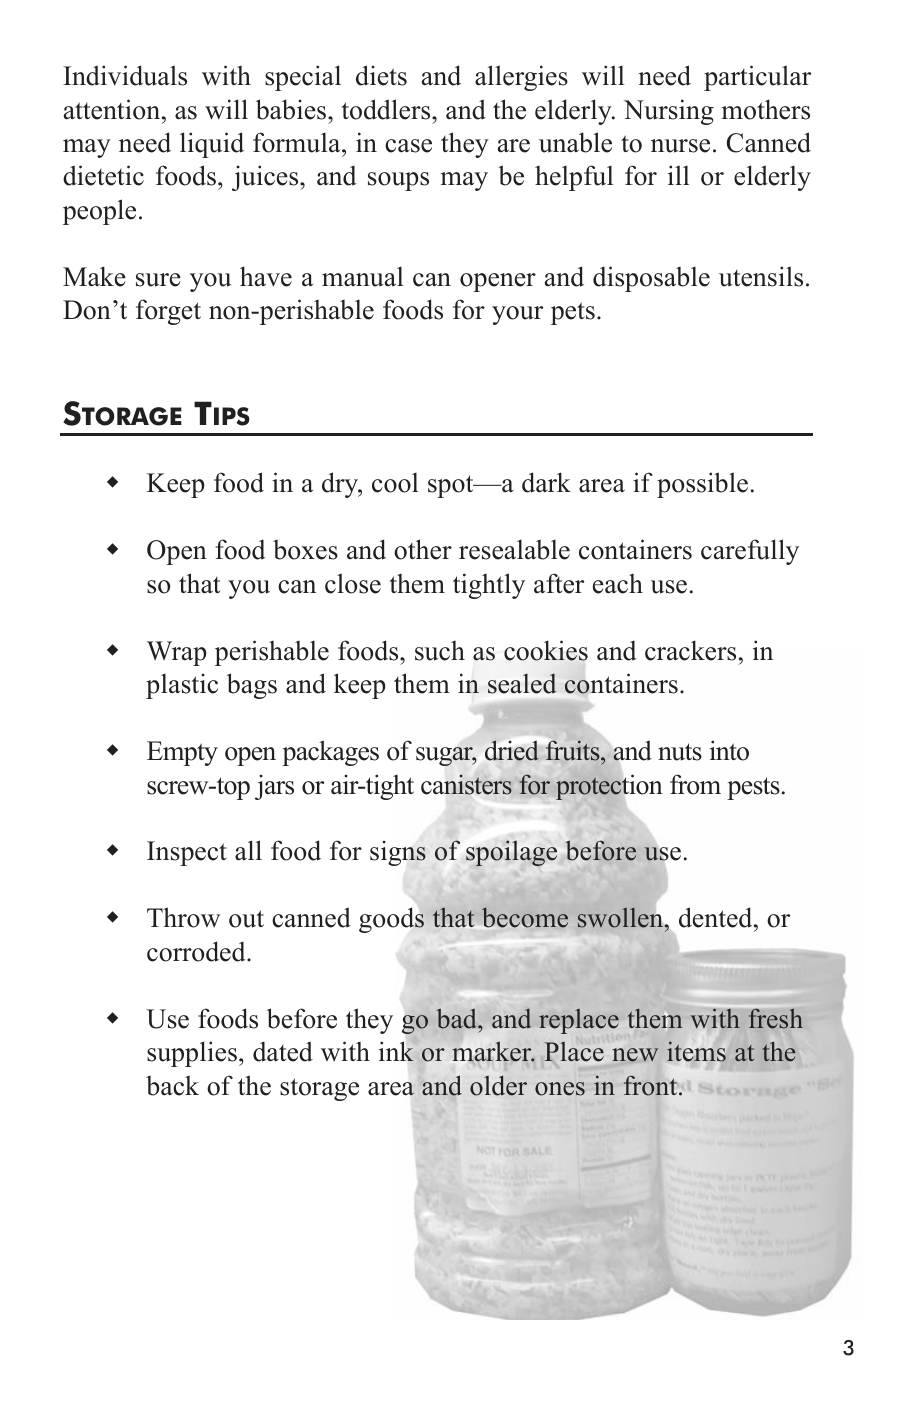 Individuals with special diets and allergies will need particular
attention, as will babies, toddlers, and the elderly. Nursing mothers
may need liquid formula, in case they are unable to nurse. Canned
dietetic foods, juices, and soups may be helpful for ill or elderly
people.
Make sure you have a manual can opener and disposable utensils.
Don’t forget non-perishable foods for your pets.
STORAGE TIPS
◆ Keep food in a dry, cool spot—a dark area if possible.
◆ Open food boxes and other resealable containers carefully
so that you can close them tightly after each use.
◆ Wrap perishable foods, such as cookies and crackers, in
plastic bags and keep them in sealed containers.
◆ Empty open packages of sugar, dried fruits, and nuts into
screw-top jars or air-tight canisters for protection from pests.
◆ Inspect all food for signs of spoilage before use.
◆ Throw out canned goods that become swollen, dented, or
corroded.
◆ Use foods before they go bad, and replace them with fresh
supplies, dated with ink or marker. Place new items at the
back of the storage area and older ones in front.
Nutrition
SOUP MIX
Storage
NOT FOR SALE
3